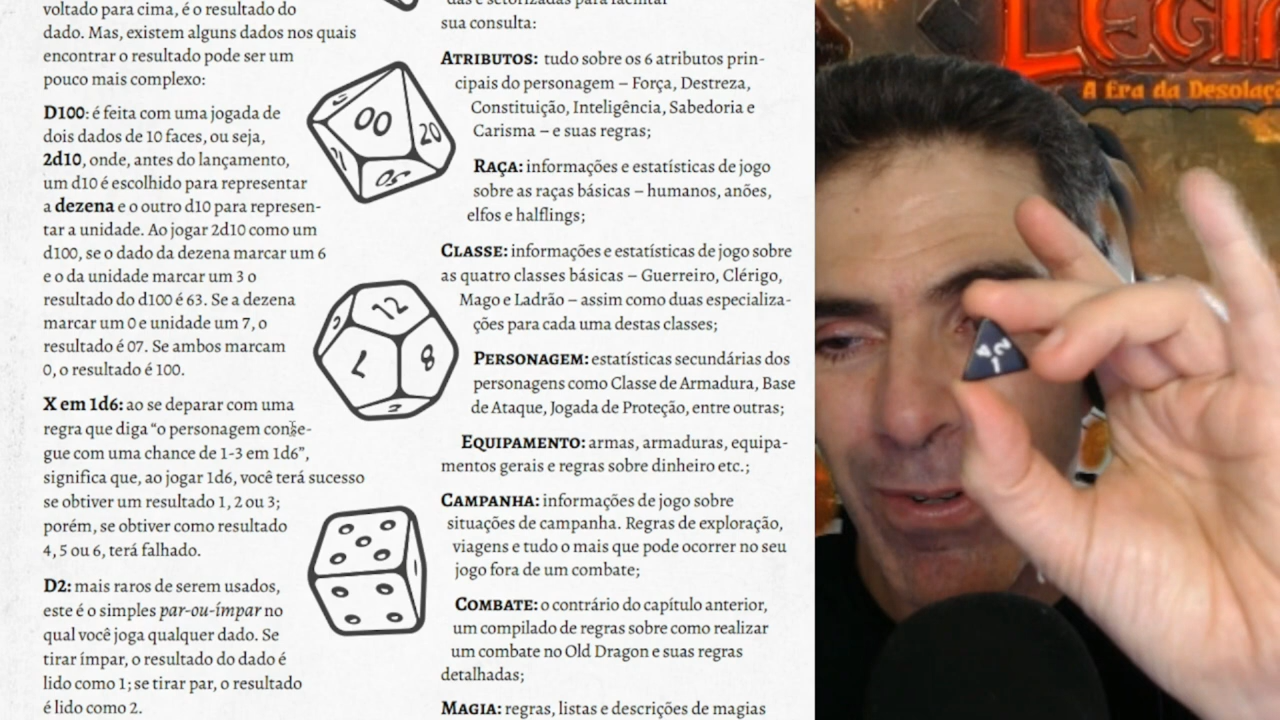 voltado para cima, é o resultado do
dado. Mas, existem alguns dados nos quais
encontrar o resultado pode ser um
pouco mais complexo:
D100: é feita com uma jogada de
dois dados de 10 faces, ou seja,
2d10, onde, antes do lançamento,
um d10 é escolhido para representar
a dezena e o outro d10 para represen-
tar a unidade. Ao jogar 2d10 como um
d100, se o dado da dezena marcar um 6
e o da unidade marcar um 3 o
resultado do d100 é 63. Se a dezena
marcar um 0 e unidade um 7, o
resultado é 07. Se ambos marcam
0, o resultado é 100.
X em 1d6: ao se deparar com uma
regra que diga “o personagem conse-
gue com uma chance de 1-3 em 1d6”,
significa que, ao jogar 1d6, você terá sucesso
se obtiver um resultado 1, 2 ou 3;
porém, se obtiver como resultado
4, 5 ou 6, terá falhado.
D2: mais raros de serem usados,
este é o simples par-ou-ímpar no
qual você joga qualquer dado. Se
tirar ímpar, o resultado do dado é
lido como 1; se tirar par, o resultado
é lido como 2.
00
20
50
12
7
8
das e setorizadas para facilitar
sua consulta:
ATRIBUTOS: tudo sobre os 6 atributos prin-
cipais do personagem – Força, Destreza,
Constituição, Inteligência, Sabedoria e
Carisma – e suas regras;
RAÇA: informações e estatísticas de jogo
sobre as raças básicas – humanos, anões,
elfos e halflings;
CLASSE: informações e estatísticas de jogo sobre
as quatro classes básicas – Guerreiro, Clérigo,
Mago e Ladrão – assim como duas especializa-
ções para cada uma destas classes;
PERSONAGEM: estatísticas secundárias dos
personagens como Classe de Armadura, Base
de Ataque, Jogada de Proteção, entre outras;
EQUIPAMENTO: armas, armaduras, equipa-
mentos gerais e regras sobre dinheiro etc.;
CAMPANHA: informações de jogo sobre
situações de campanha. Regras de exploração,
viagens e tudo o mais que pode ocorrer no seu
jogo fora de um combate;
COMBATE: o contrário do capítulo anterior,
um compilado de regras sobre como realizar
um combate no Old Dragon e suas regras
detalhadas;
MAGIA: regras, listas e descrições de magias
A Era da
4 2
1